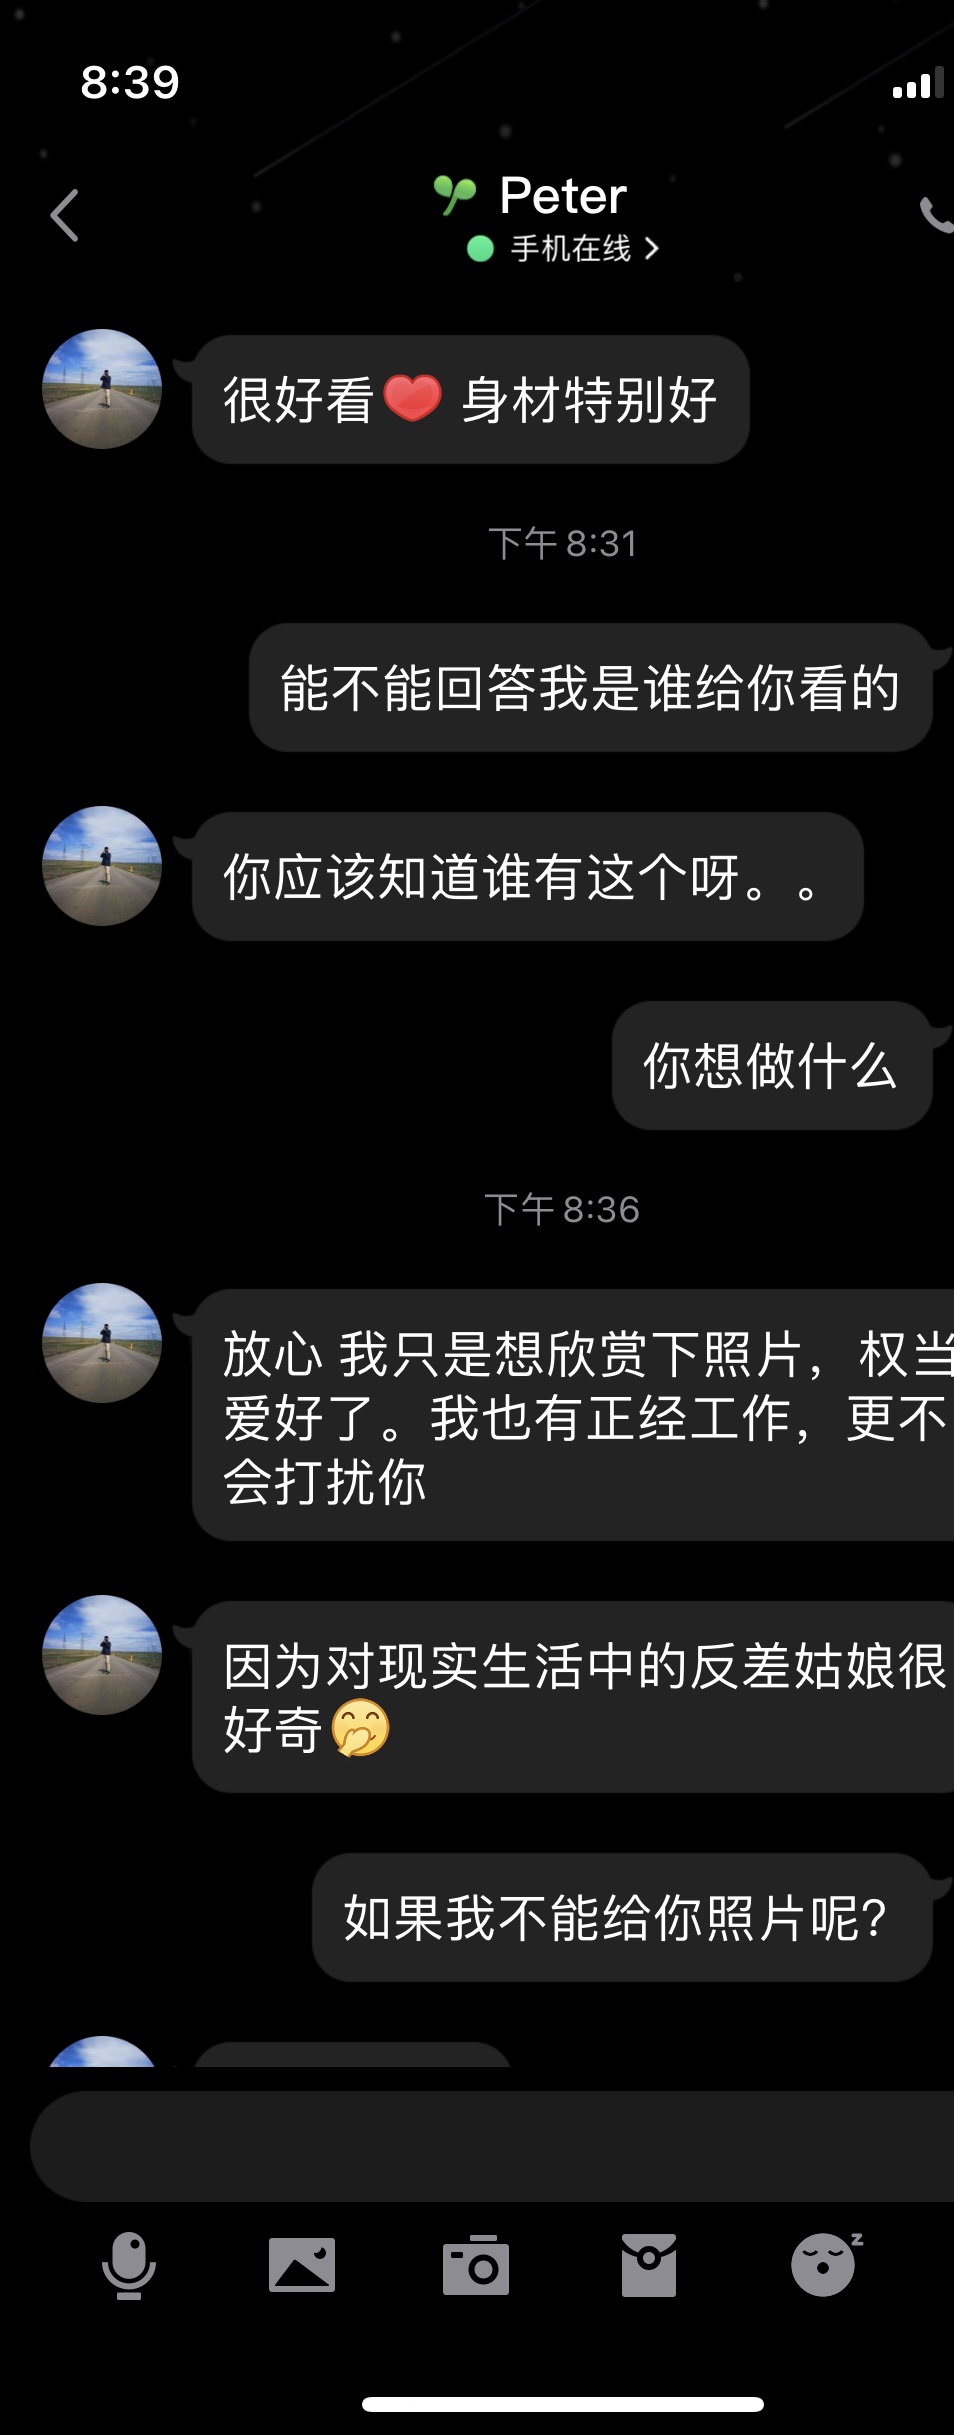 8:39
Peter
手机在线
很好看❤️ 身材特别好
下午 8:31
能不能回答我是谁给你看的
你应该知道谁有这个呀。。
你想做什么
下午 8:36
放心 我只是想欣赏下照片，权当
爱好了。我也有正经工作，更不
会打扰你
因为对现实生活中的反差姑娘很
好奇🤭
如果我不能给你照片呢?